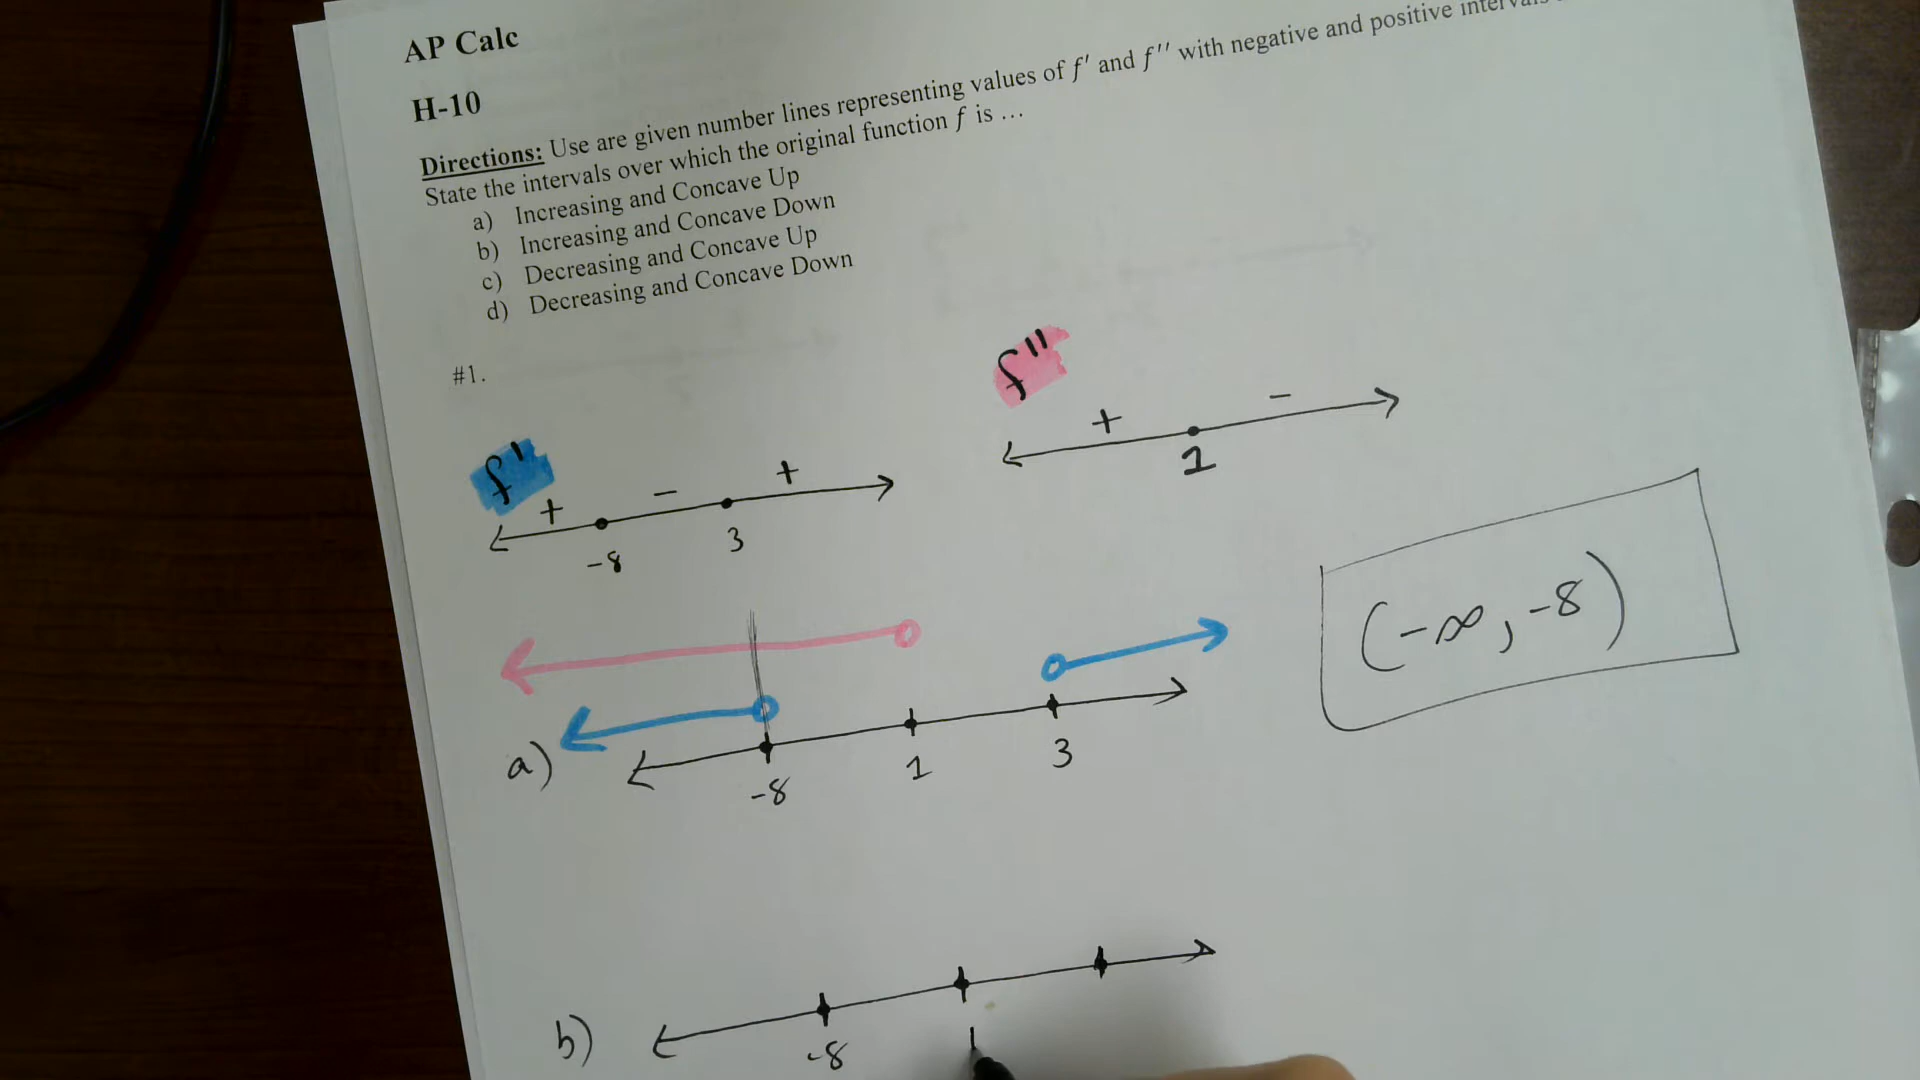 AP Calc
H-10
Directions: Use are given number lines representing values of f' and f'' with negative and positive
State the intervals over which the original function f is ...
a) Increasing and Concave Up
b) Increasing and Concave Down
c) Decreasing and Concave Up
d) Decreasing and Concave Down
#1.
f'
+ − +
-8 3
f''
+ −
1
a)
-8 1 3
(-∞, -8)
b)
-8